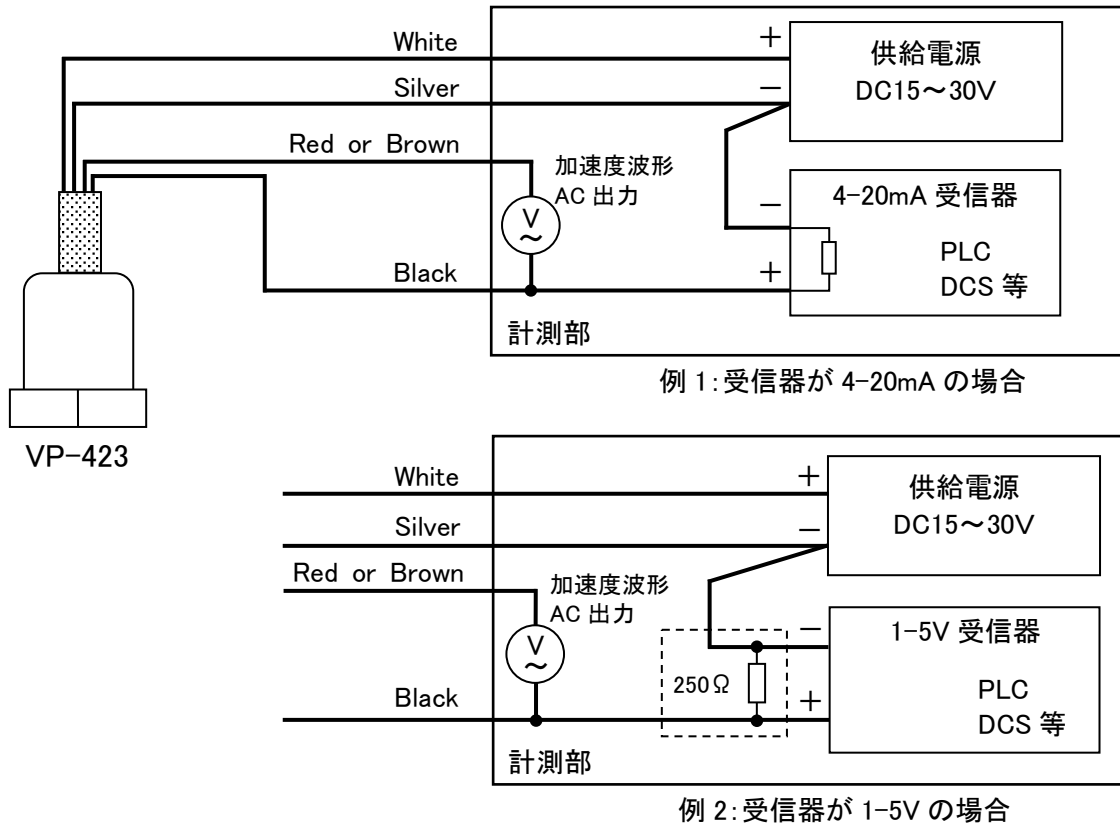 White
+
供給電源
DC15～30V
Silver
−
Red or Brown
加速度波形
AC 出力
V
～
−
4-20mA 受信器
PLC
DCS 等
Black
+
計測部
例 1：受信器が 4-20mA の場合
VP-423
White
+
供給電源
DC15～30V
Silver
−
Red or Brown
加速度波形
AC 出力
V
～
250Ω
−
1-5V 受信器
PLC
DCS 等
Black
+
計測部
例 2：受信器が 1-5V の場合